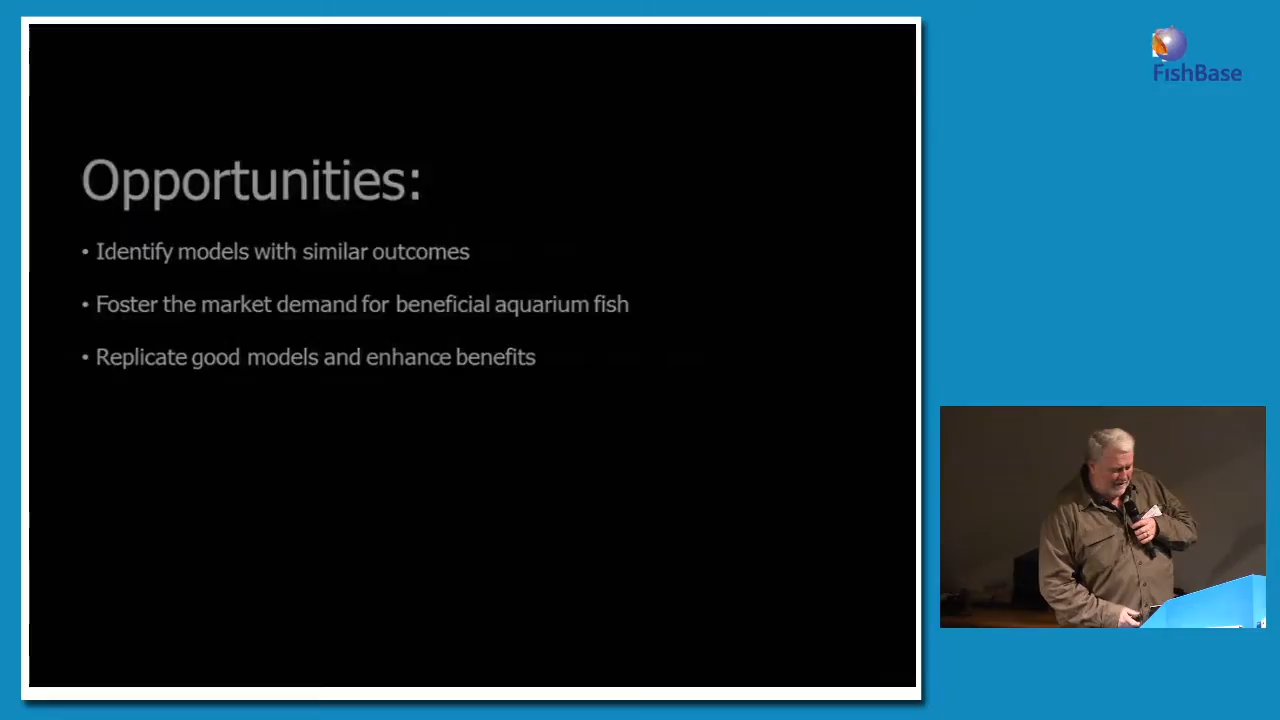 FishBase
Opportunities:
• Identify models with similar outcomes
• Foster the market demand for beneficial aquarium fish
• Replicate good models and enhance benefits